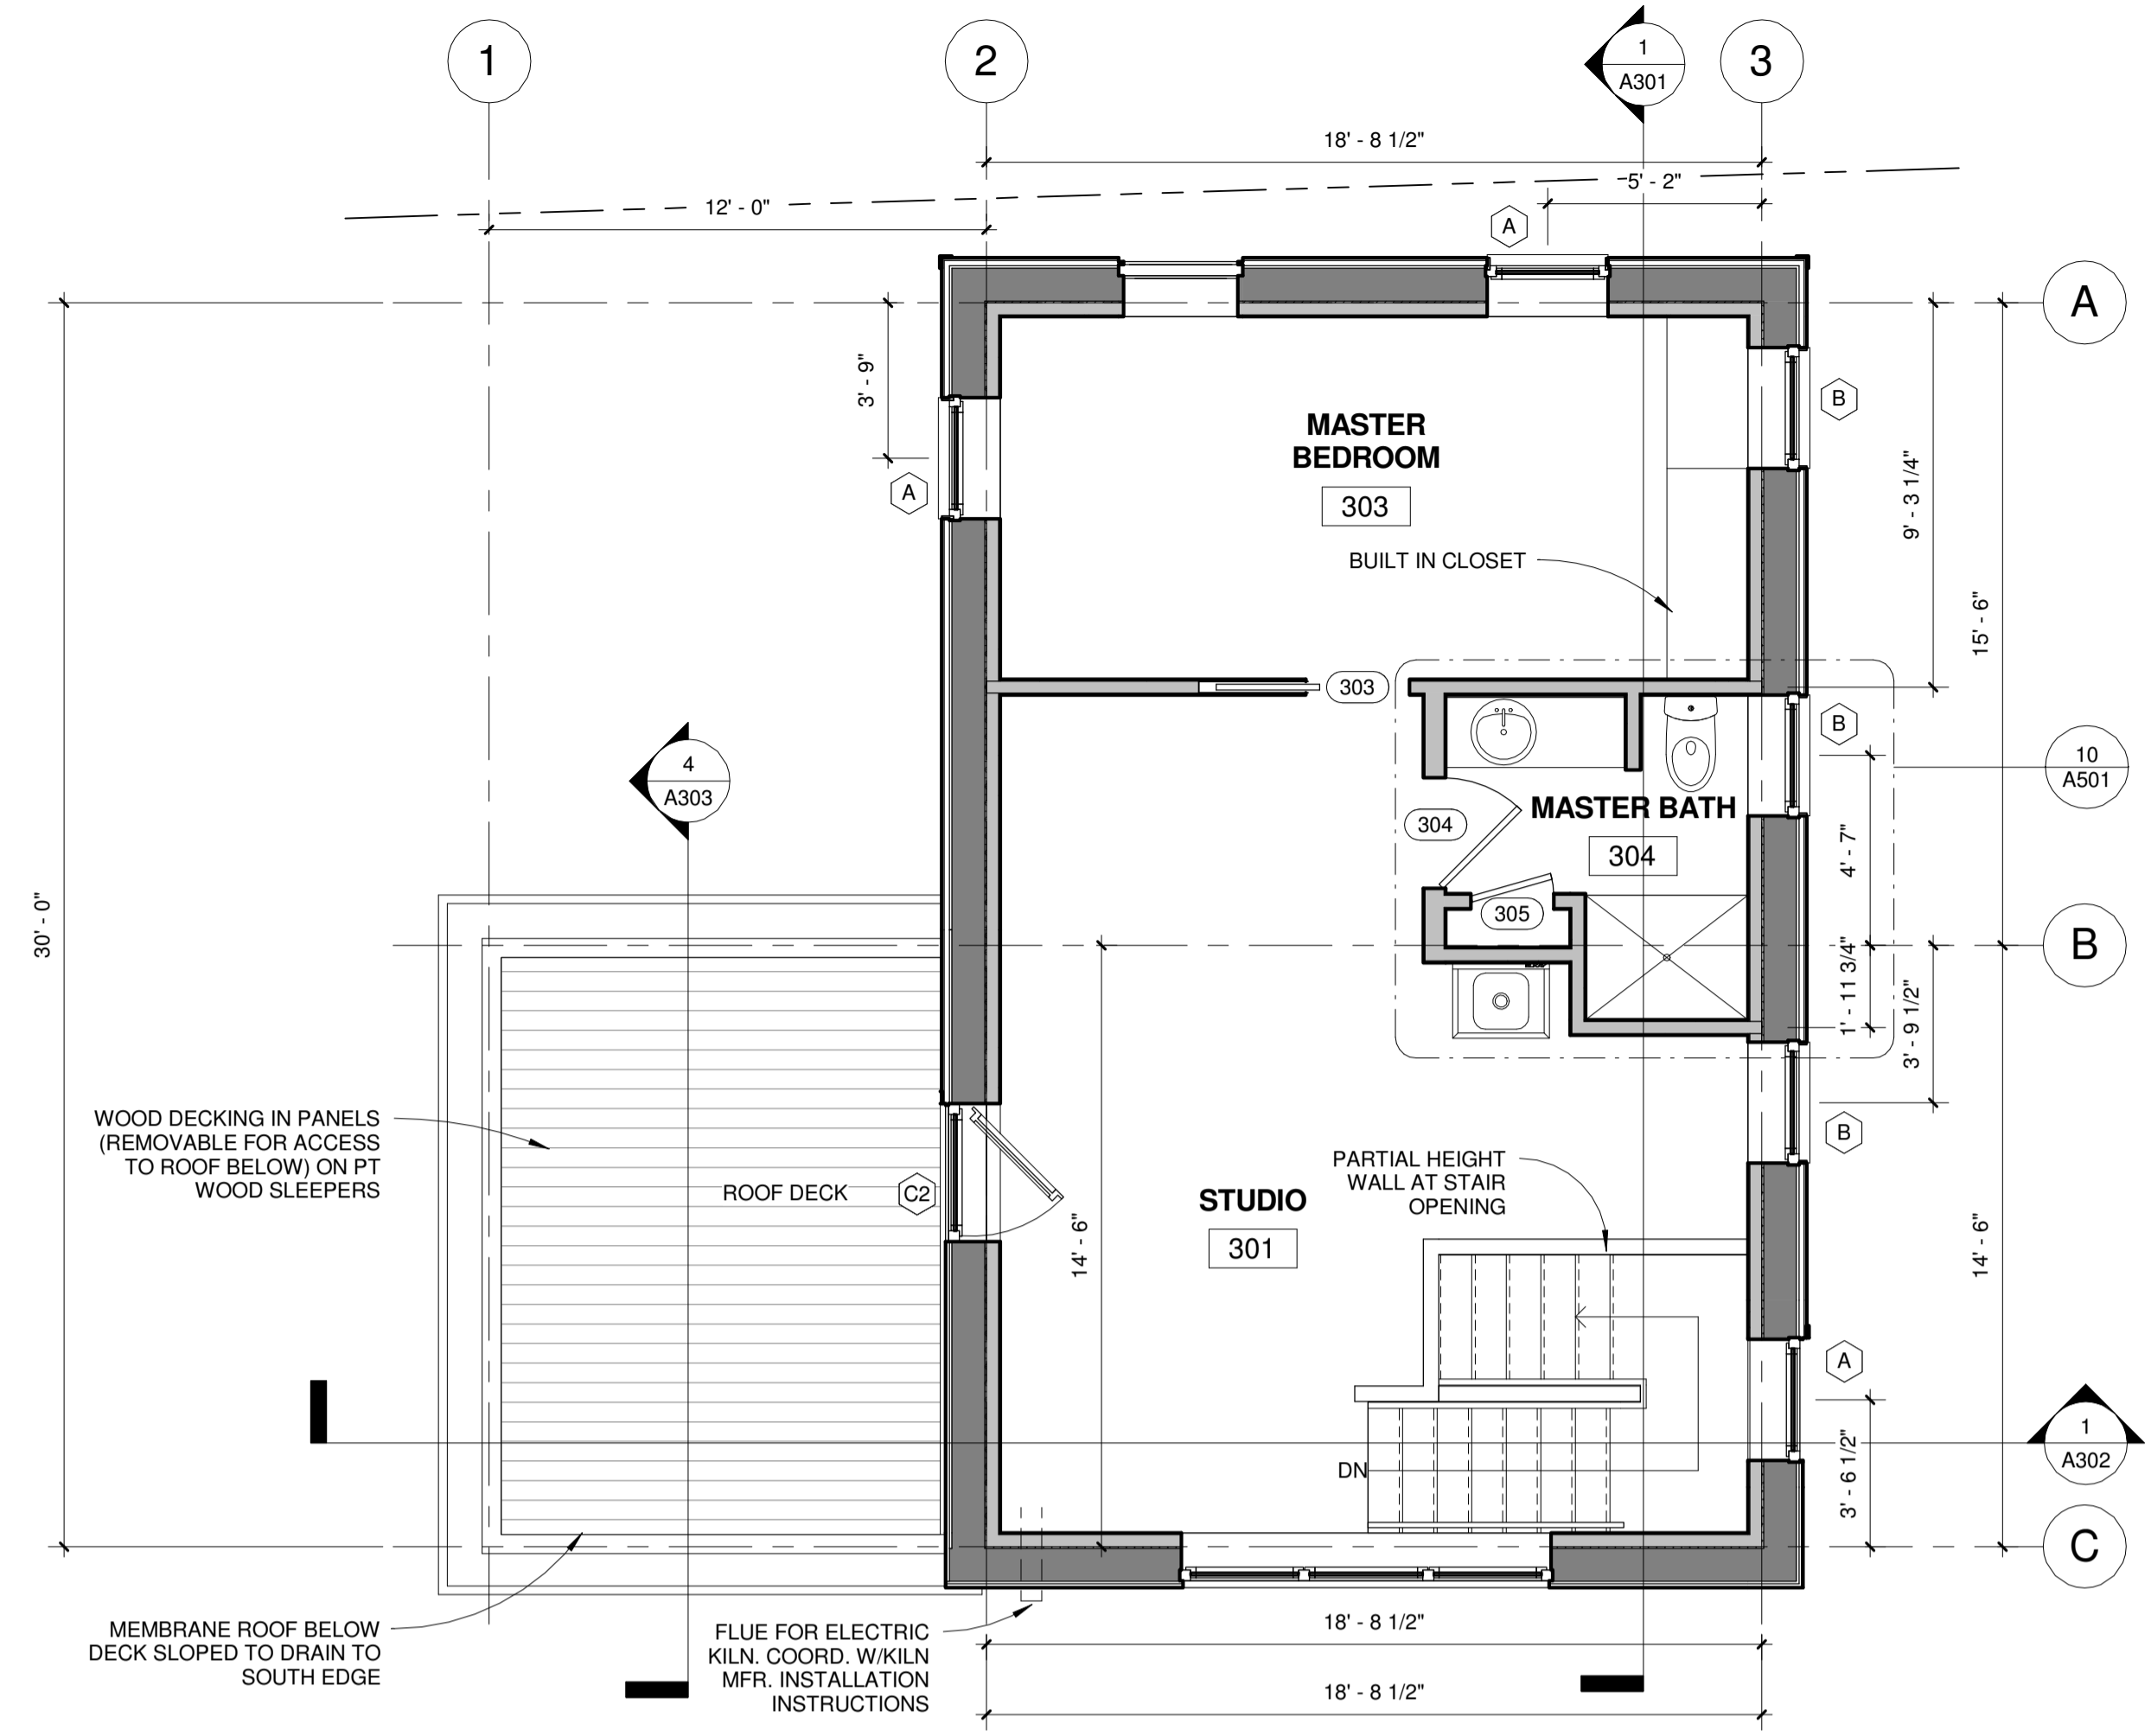 1
2
1
A301
3
18' - 8 1/2"
12' - 0"
5' - 2"
A
A
3' - 9"
A
MASTER
BEDROOM
303
B
9' - 3 1/4"
BUILT IN CLOSET
15' - 6"
303
B
10
A501
4
A303
304
MASTER BATH
304
4' - 7"
30' - 0"
305
B
1' - 11 3/4"
3' - 9 1/2"
WOOD DECKING IN PANELS
(REMOVABLE FOR ACCESS
TO ROOF BELOW) ON PT
WOOD SLEEPERS
ROOF DECK
C2
14' - 6"
STUDIO
301
PARTIAL HEIGHT
WALL AT STAIR
OPENING
B
14' - 6"
A
1
A302
DN
3' - 6 1/2"
C
MEMBRANE ROOF BELOW
DECK SLOPED TO DRAIN TO
SOUTH EDGE
FLUE FOR ELECTRIC
KILN. COORD. W/KILN
MFR. INSTALLATION
INSTRUCTIONS
18' - 8 1/2"
18' - 8 1/2"